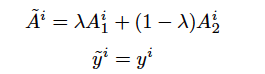 Ã^i = λA_1^i + (1 − λ)A_2^i
ỹ^i = y^i